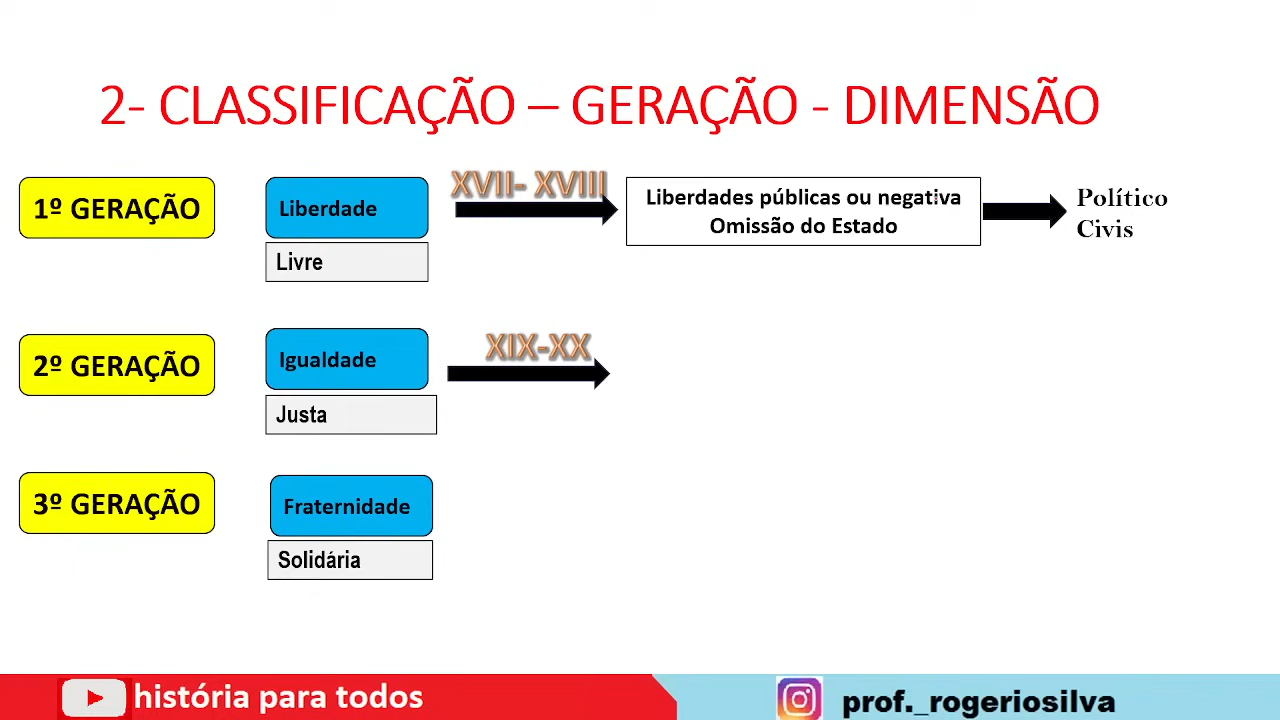 2- CLASSIFICAÇÃO – GERAÇÃO - DIMENSÃO
1º GERAÇÃO
Liberdade
Livre
XVII- XVIII
Liberdades públicas ou negativa
Omissão do Estado
Político
Civis
2º GERAÇÃO
Igualdade
Justa
XIX-XX
3º GERAÇÃO
Fraternidade
Solidária
história para todos
prof._rogeriosilva